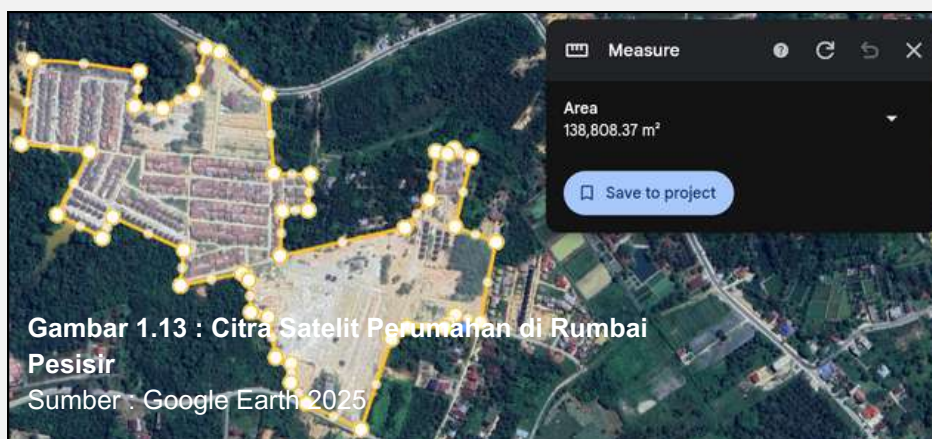 Measure
Area
138,808.37 m²
Save to project
Gambar 1.13 : Citra Satelit Perumahan di Rumbai
Pesisir
Sumber : Google Earth 2025